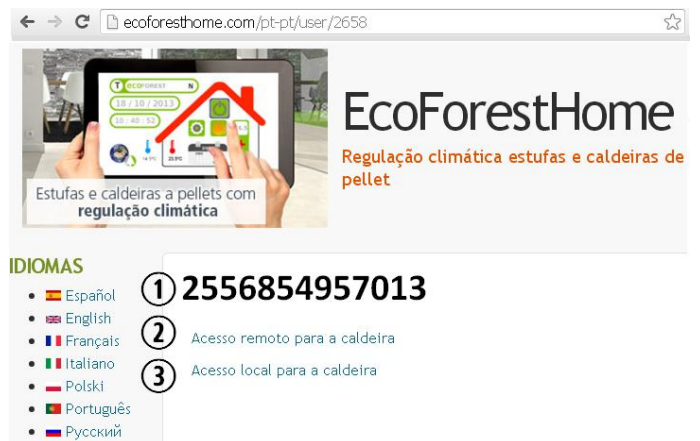 ecoforesthome.com/pt-pt/user/2658
T ECOFOREST N
18 / 10 / 2013
10 : 40 : 52
Estufas e caldeiras a pellets com
regulação climática
EcoForestHome
Regulação climática estufas e caldeiras de
pellet
IDIOMAS
Español
English
Français
Italiano
Polski
Português
Русский
1 2556854957013
2 Acesso remoto para a caldeira
3 Acesso local para a caldeira